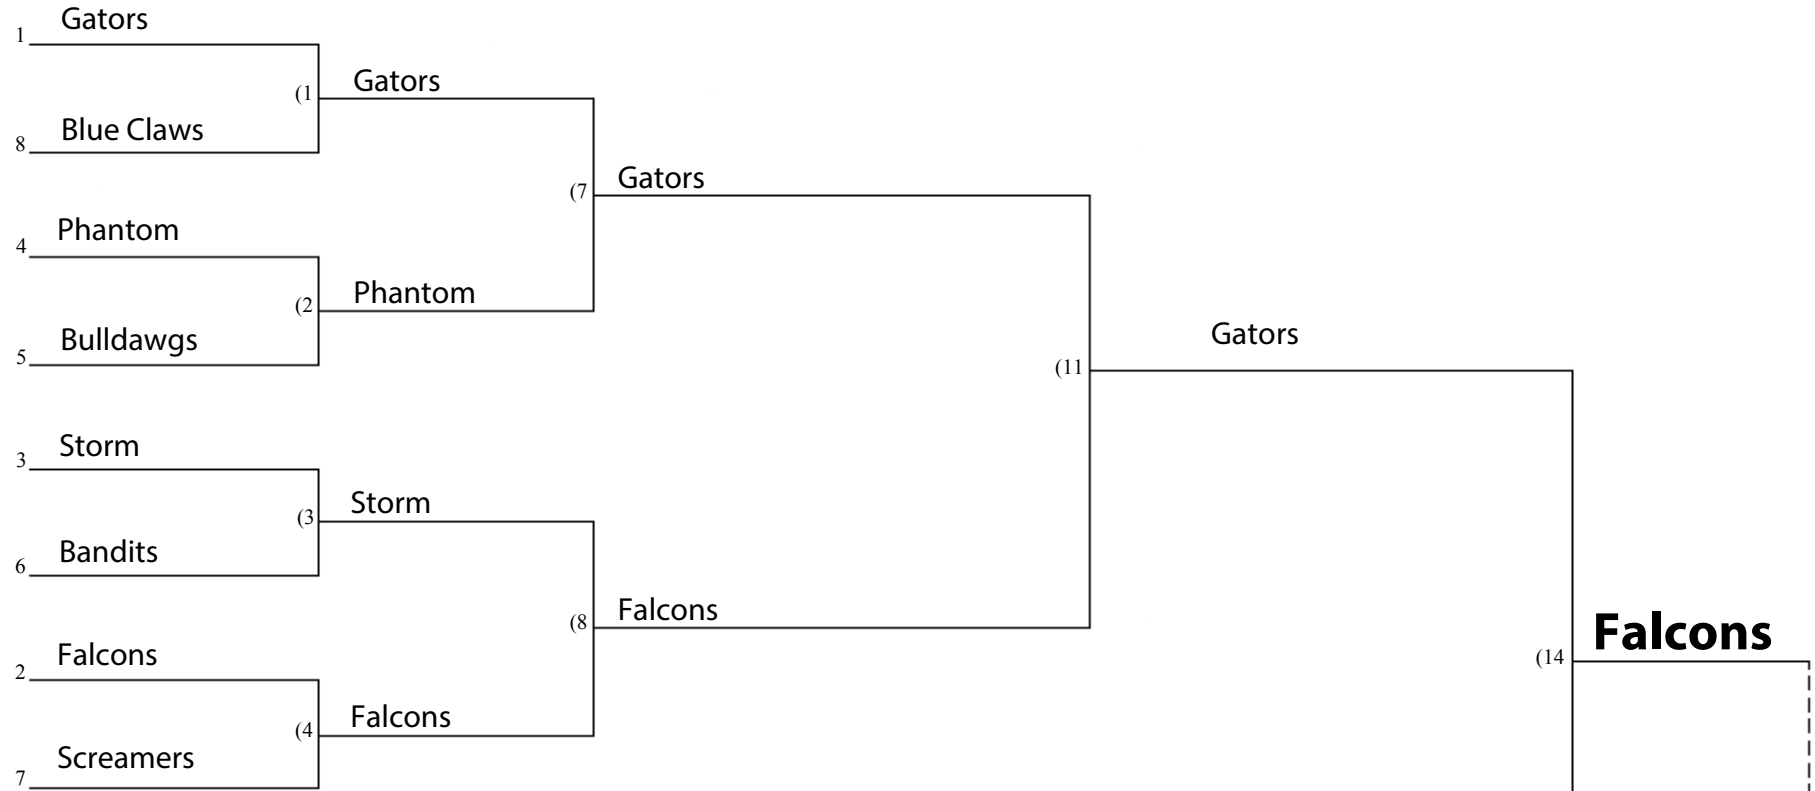 Gators
1
(1
Gators
Blue Claws
8
(7
Gators
Phantom
4
(2
Phantom
Bulldawgs
5
(11
Gators
Storm
3
(3
Storm
Bandits
6
(8
Falcons
Falcons
2
(4
Falcons
Screamers
7
(14
Falcons